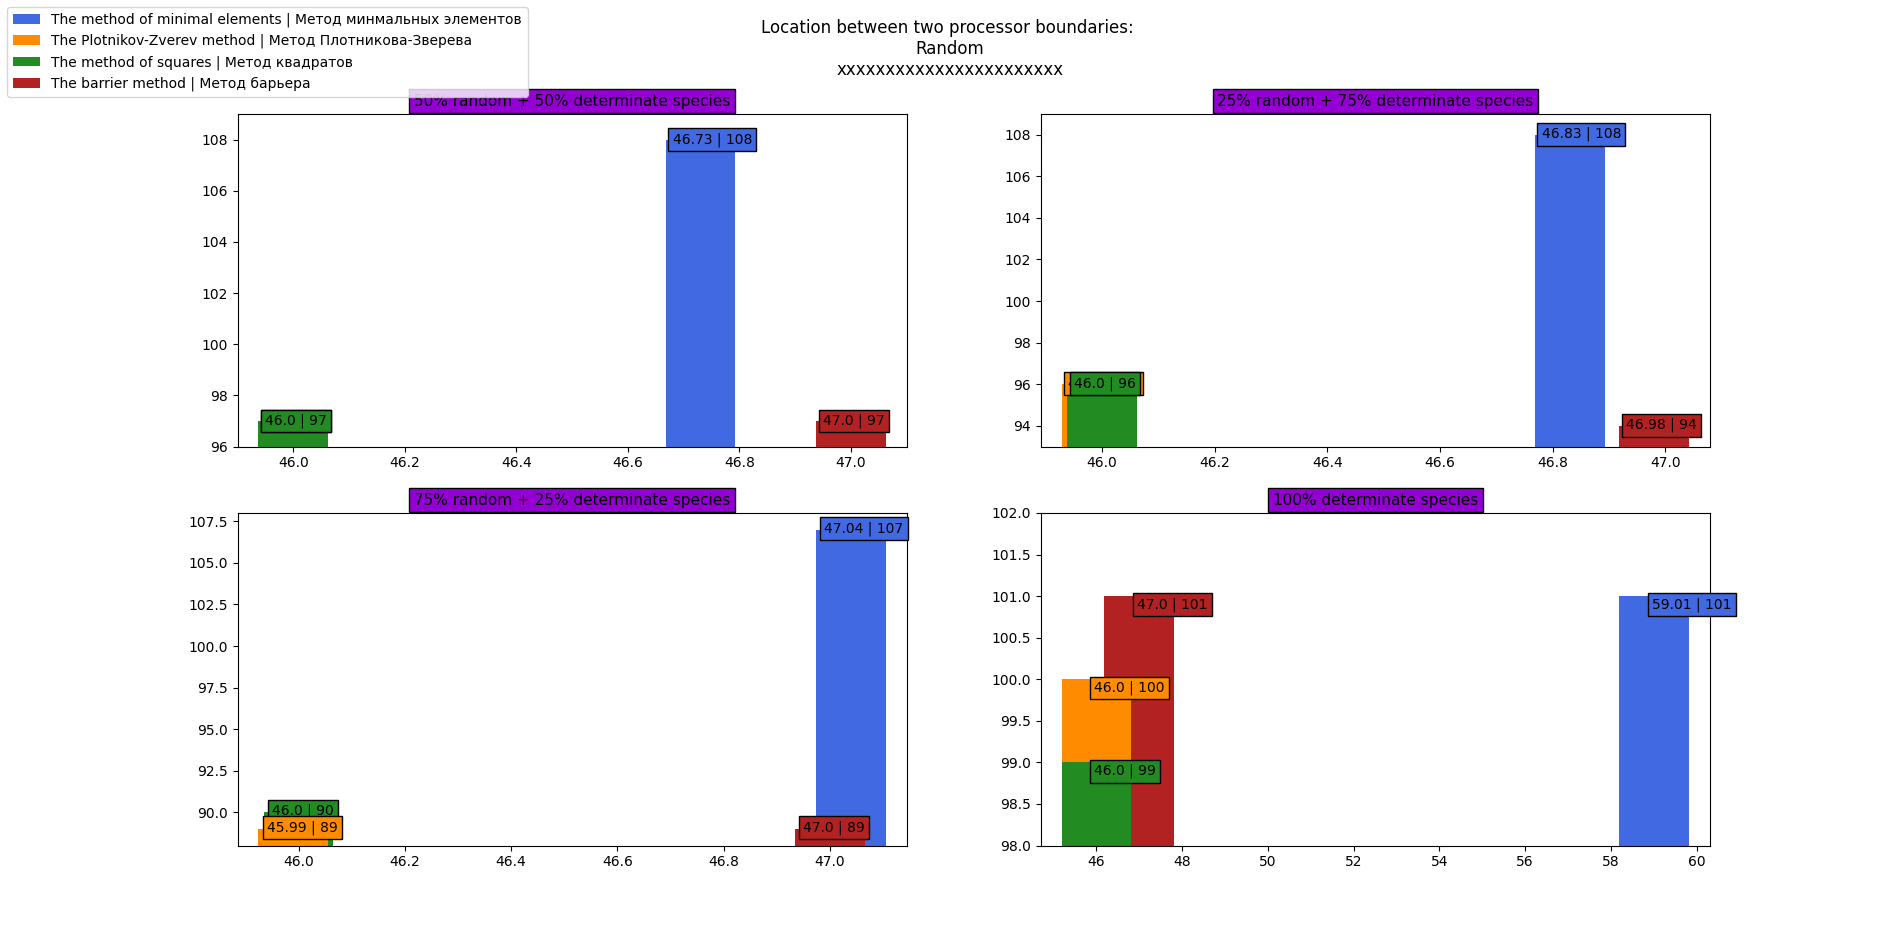 The method of minimal elements | Метод минмальных элементов
The Plotnikov-Zverev method | Метод Плотникова-Зверева
The method of squares | Метод квадратов
The barrier method | Метод барьера
Location between two processor boundaries:
Random
xxxxxxxxxxxxxxxxxxxxxxx
50% random + 50% determinate species
108
106
104
102
100
98
96
46.73 | 108
46.0 | 97
47.0 | 97
46.0 46.2 46.4 46.6 46.8 47.0
25% random + 75% determinate species
108
106
104
102
100
98
96
94
46.83 | 108
46.0 | 96
46.98 | 94
46.0 46.2 46.4 46.6 46.8 47.0
75% random + 25% determinate species
107.5
105.0
102.5
100.0
97.5
95.0
92.5
90.0
47.04 | 107
46.0 | 90
45.99 | 89
47.0 | 89
46.0 46.2 46.4 46.6 46.8 47.0
100% determinate species
102.0
101.5
101.0
100.5
100.0
99.5
99.0
98.5
98.0
47.0 | 101
59.01 | 101
46.0 | 100
46.0 | 99
46 48 50 52 54 56 58 60